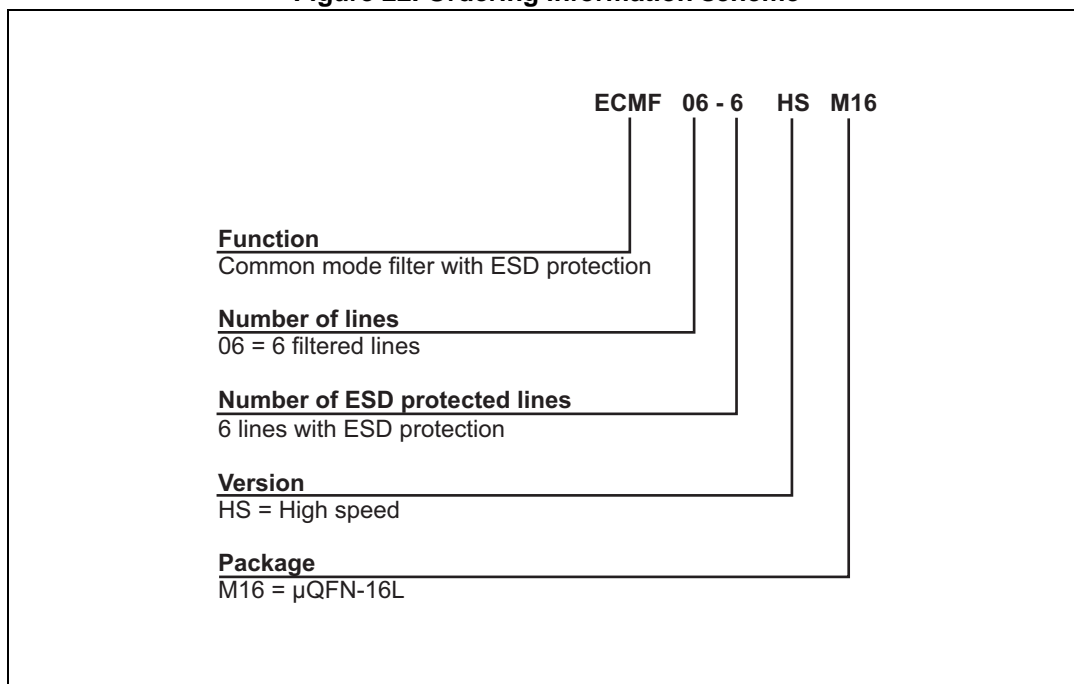 Figure 22. Ordering information scheme
ECMF 06 - 6 HS M16
Function
Common mode filter with ESD protection
Number of lines
06 = 6 filtered lines
Number of ESD protected lines
6 lines with ESD protection
Version
HS = High speed
Package
M16 = µQFN-16L